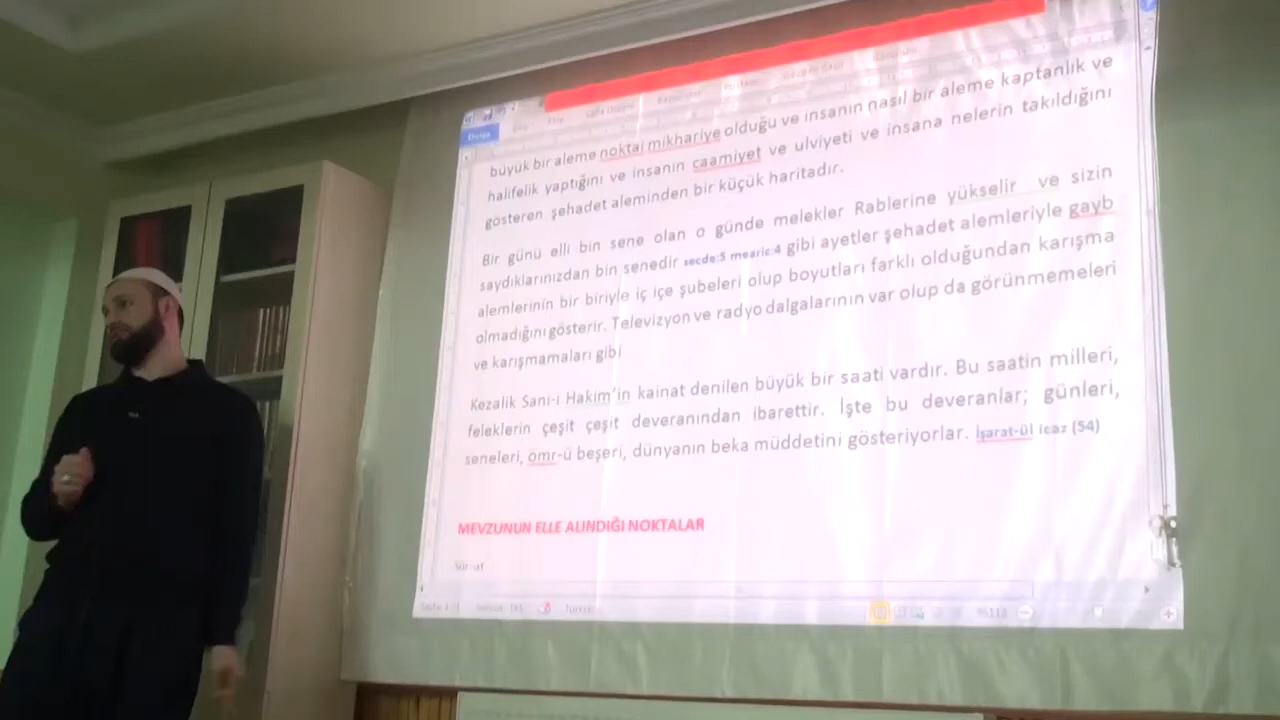 Dosya
büyük bir aleme noktai mikhariye olduğu ve insanın nasıl bir aleme kaptanlık ve
halifelik yaptığını ve insanın caamiyet ve ulviyeti ve insana nelerin takıldığını
gösteren şehadet aleminden bir küçük haritadır.
Bir günü elli bin sene olan o günde melekler Rablerine yükselir ve sizin
saydıklarınızdan bin senedir secde:5 mearic:4 gibi ayetler şehadet alemleriyle gayb
alemlerinin bir biriyle iç içe şubeleri olup boyutları farklı olduğundan karışma
olmadığını gösterir. Televizyon ve radyo dalgalarının var olup da görünmemeleri
ve karışmamaları gibi
Kezalik Sani-i Hakim'in kainat denilen büyük bir saati vardır. Bu saatin milleri,
feleklerin çeşit çeşit deveranından ibarettir. İşte bu deveranlar; günleri,
seneleri, ömr-ü beşeri, dünyanın beka müddetini gösteriyorlar. İşarat-ül icaz (54)
MEVZUNUN ELLE ALINDIĞI NOKTALAR